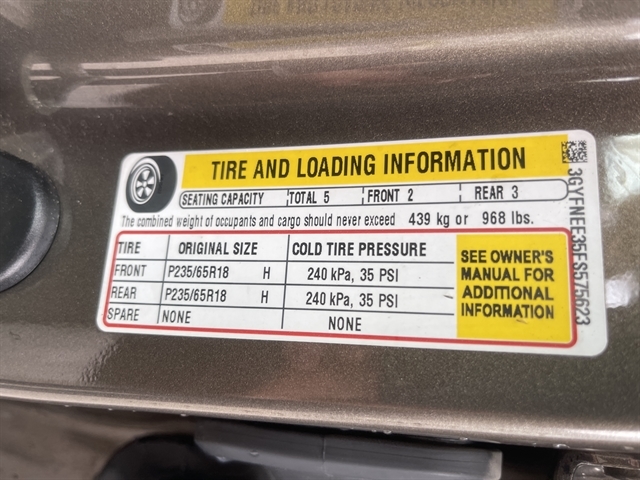 TIRE AND LOADING INFORMATION
SEATING CAPACITY TOTAL 5 FRONT 2 REAR 3
The combined weight of occupants and cargo should never exceed 439 kg or 968 lbs.
TIRE ORIGINAL SIZE COLD TIRE PRESSURE
FRONT P235/65R18 H 240 kPa, 35 PSI
REAR P235/65R18 H 240 kPa, 35 PSI
SPARE NONE NONE
SEE OWNER'S
MANUAL FOR
ADDITIONAL
INFORMATION
3GYFNEE35ES575623